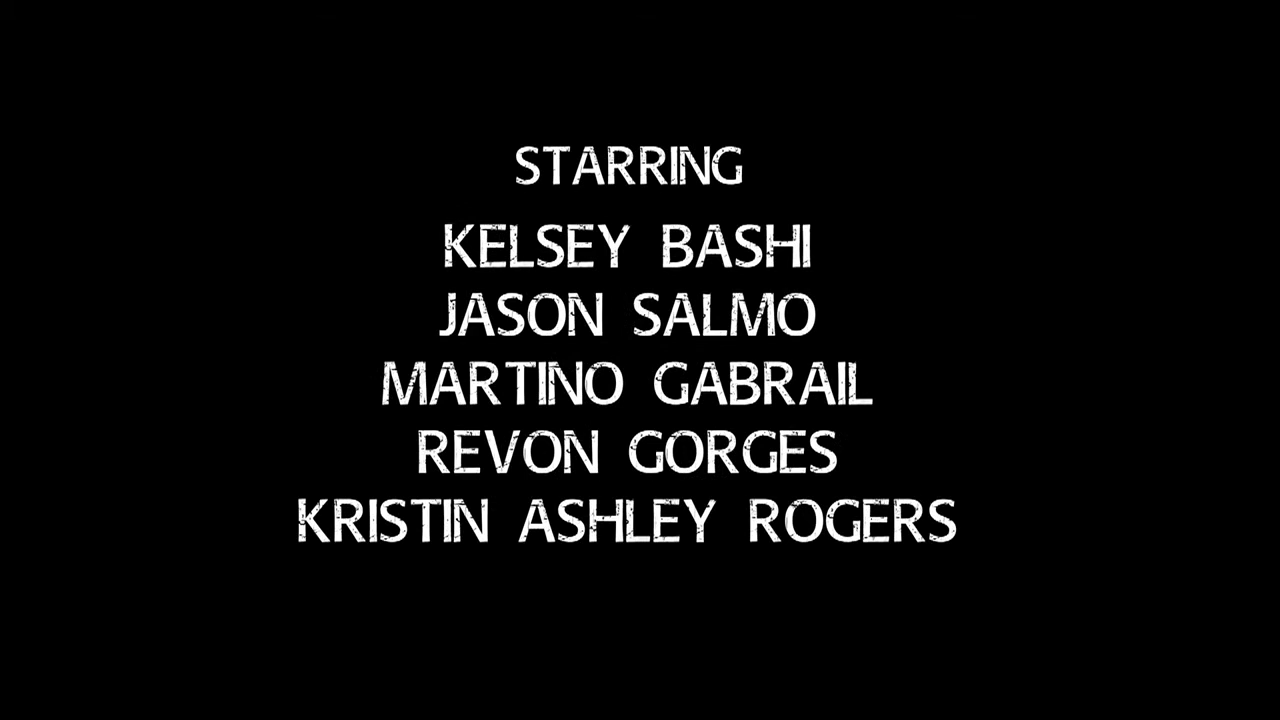 STARRING
KELSEY BASHI
JASON SALMO
MARTINO GABRAIL
REVON GORGES
KRISTIN ASHLEY ROGERS